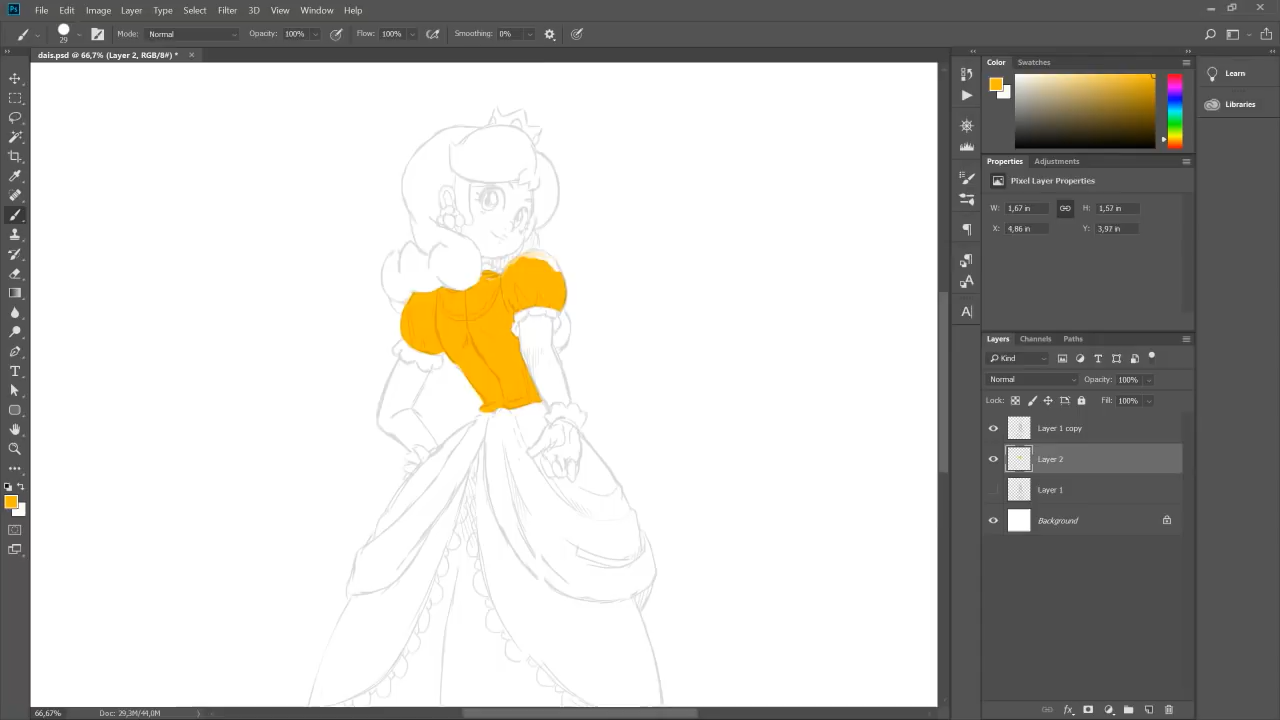 Ps File Edit Image Layer Type Select Filter 3D View Window Help
29 Mode: Normal Opacity: 100% Flow: 100% Smoothing: 0%
dais.psd @ 66,7% (Layer 2, RGB/8#) * ×
Color Swatches
Learn
Libraries
Properties Adjustments
Pixel Layer Properties
W: 1,67 in H: 1,57 in
X: 4,86 in Y: 3,97 in
Layers Channels Paths
Kind
Normal Opacity: 100%
Lock: Fill: 100%
Layer 1 copy
Layer 2
Layer 1
Background
66,67% Doc: 29,3M/44,0M